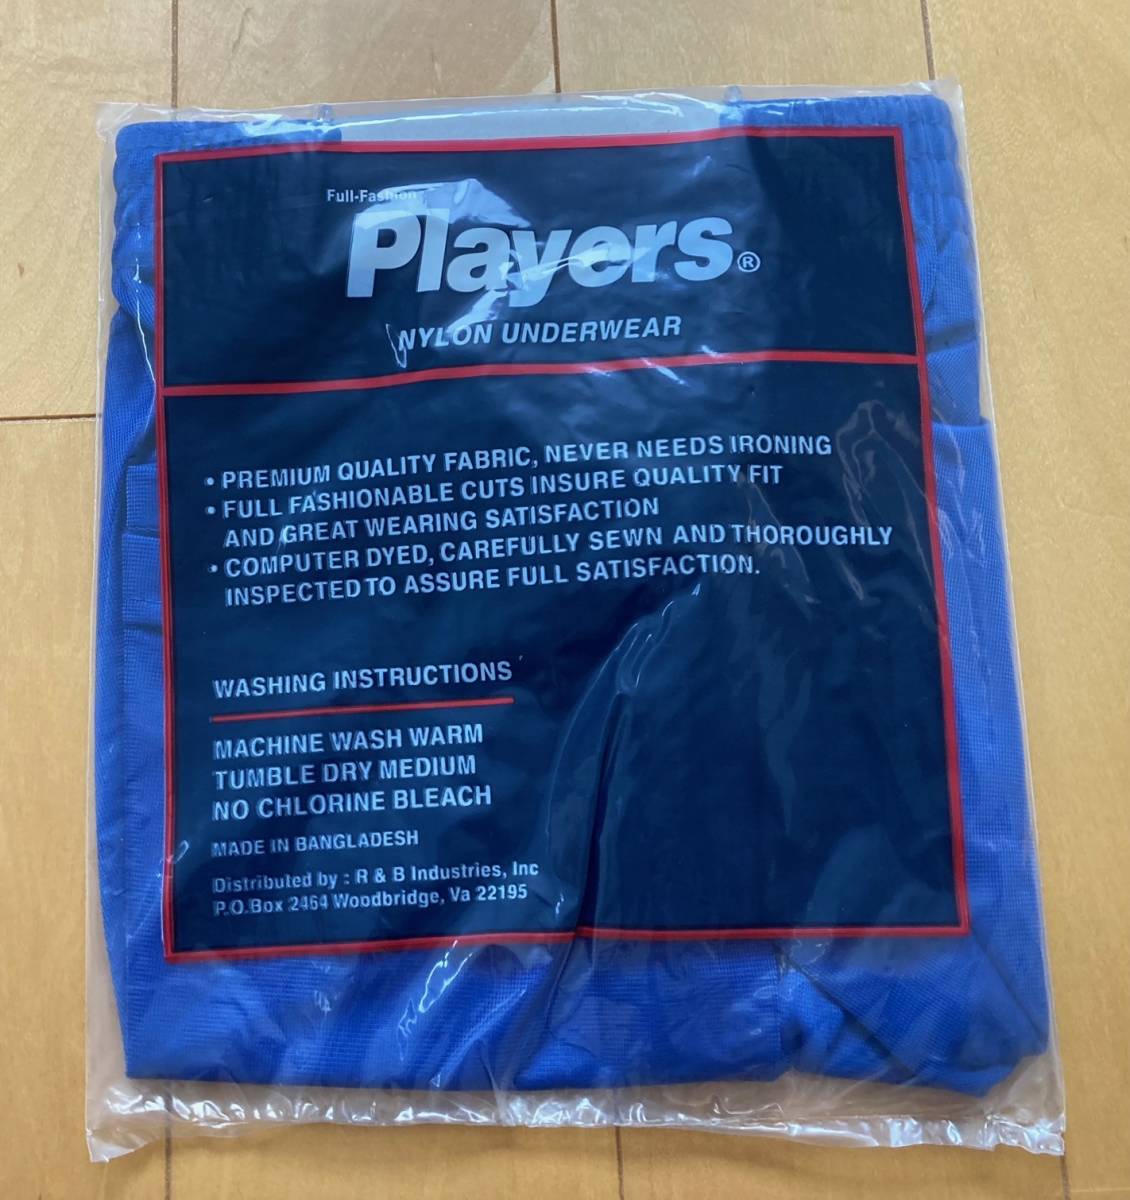 Full-Fashion
Players®
NYLON UNDERWEAR
• PREMIUM QUALITY FABRIC, NEVER NEEDS IRONING
• FULL FASHIONABLE CUTS INSURE QUALITY FIT
AND GREAT WEARING SATISFACTION
• COMPUTER DYED, CAREFULLY SEWN AND THOROUGHLY
INSPECTED TO ASSURE FULL SATISFACTION.
WASHING INSTRUCTIONS
MACHINE WASH WARM
TUMBLE DRY MEDIUM
NO CHLORINE BLEACH
MADE IN BANGLADESH
Distributed by : R & B Industries, Inc
P.O.Box 2464 Woodbridge, Va 22195